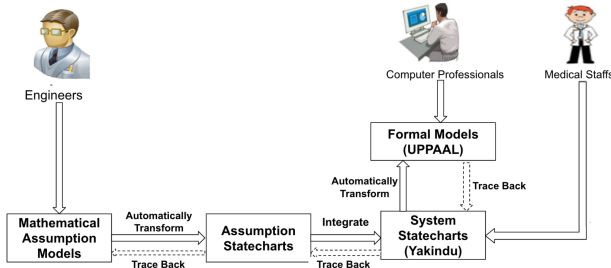 Computer Professionals
Medical Staffs
Engineers
Formal Models
(UPPAAL)
Automatically
Transform
Trace Back
Mathematical
Assumption
Models
Automatically
Transform
Trace Back
Assumption
Statecharts
Integrate
Trace Back
System
Statecharts
(Yakindu)